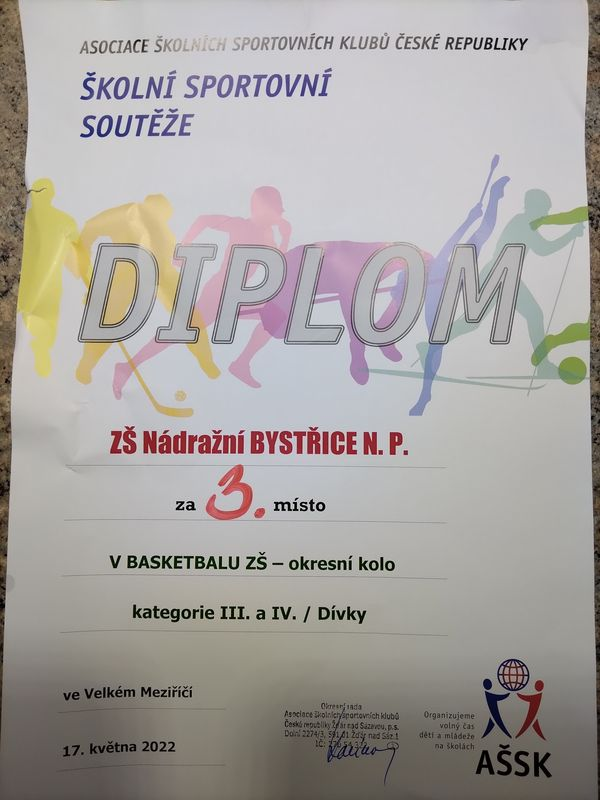 ASOCIACE ŠKOLNÍCH SPORTOVNÍCH KLUBŮ ČESKÉ REPUBLIKY
ŠKOLNÍ SPORTOVNÍ
SOUTĚŽE
DIPLOM
ZŠ Nádražní BYSTŘICE N. P.
za 3. místo
V BASKETBALU ZŠ – okresní kolo
kategorie III. a IV. / Dívky
ve Velkém Meziříčí
17. května 2022
Okresní rada
Asociace školních sportovních klubů
České republiky Žďár nad Sázavou, p.s.
Dolní 2274/3, 591 01 Žďár nad Sáz.1
IČ:
Organizujeme
volný čas
dětí a mládeže
na školách
AŠSK